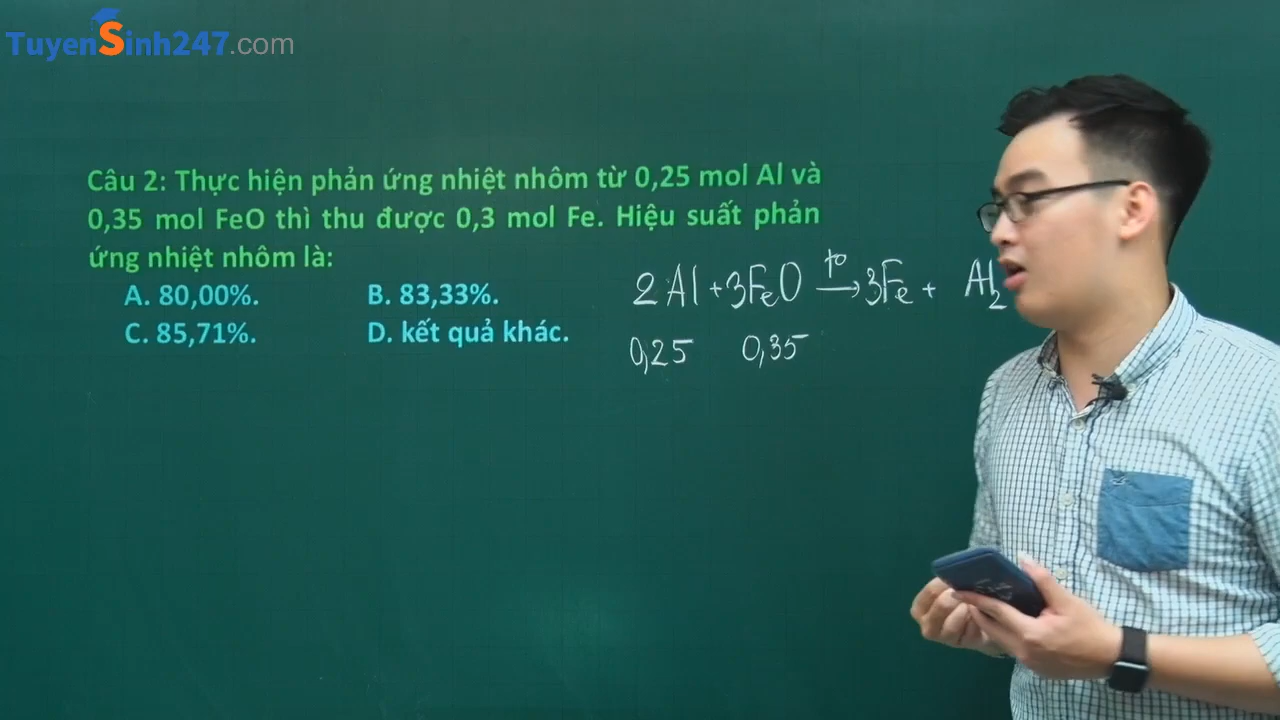 TuyenSinh247.com
Câu 2: Thực hiện phản ứng nhiệt nhôm từ 0,25 mol Al và
0,35 mol FeO thì thu được 0,3 mol Fe. Hiệu suất phản
ứng nhiệt nhôm là:
A. 80,00%. B. 83,33%.
C. 85,71%. D. kết quả khác.
2Al + 3FeO t° → 3Fe + Al2
0,25 0,35